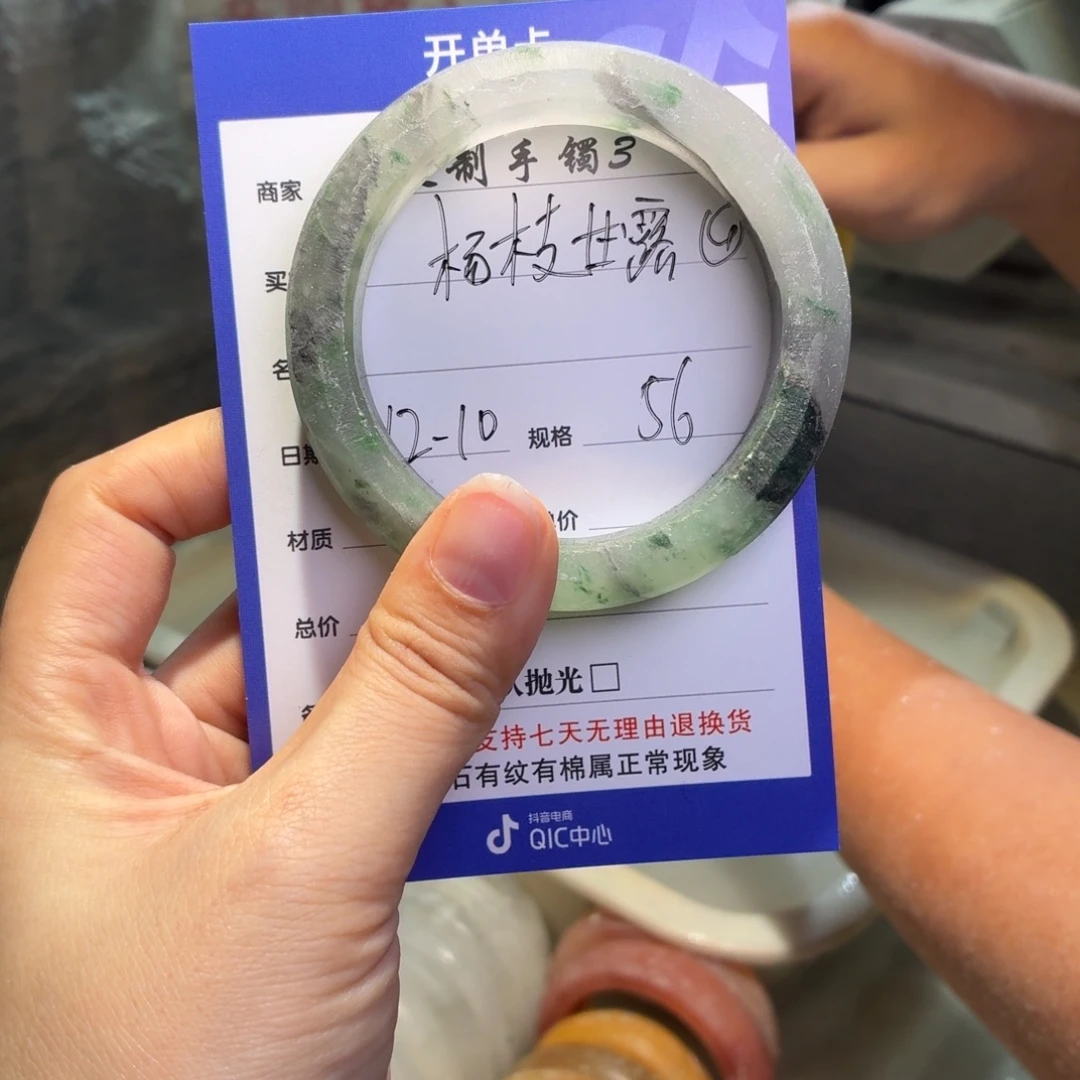 开单卡
商家 制手镯3
买 杨枝甘露
名
日期 12-10 规格 56
材质 价
总价
抛光□
支持七天无理由退换货
石有纹有棉属正常现象
抖音电商
QIC中心